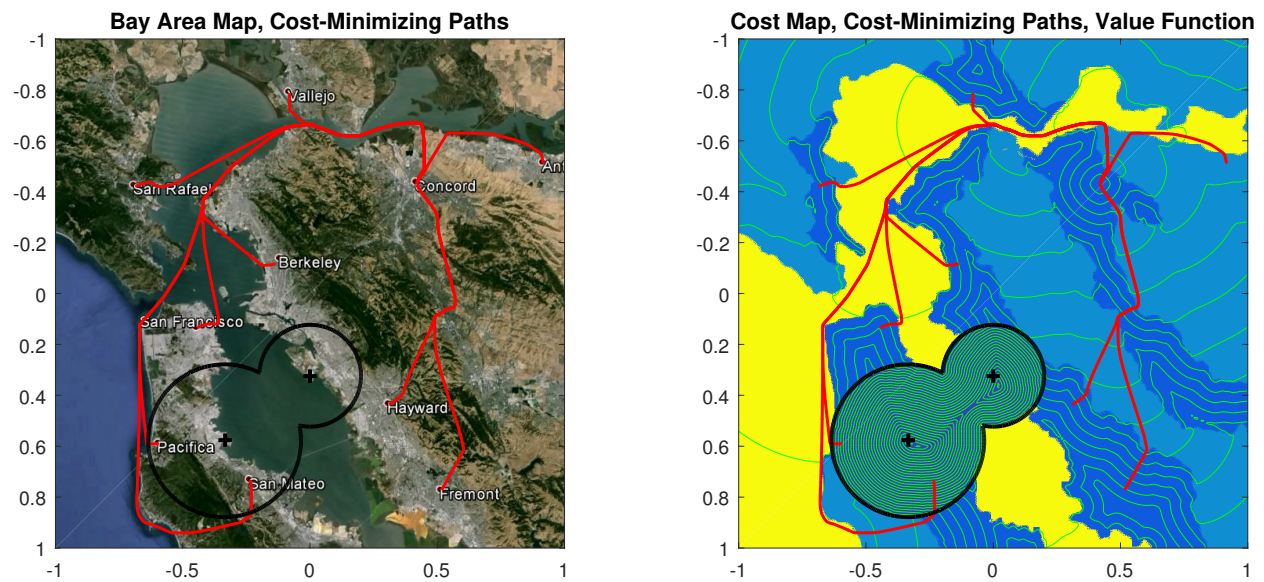 Bay Area Map, Cost-Minimizing Paths
-1
-0.8
-0.6
-0.4
-0.2
0
0.2
0.4
0.6
0.8
1
-1
-0.5
0
0.5
1
Vallejo
Ant
San Rafael
Concord
Berkeley
San Francisco
Hayward
Pacifica
San Mateo
Fremont
Cost Map, Cost-Minimizing Paths, Value Function
-1
-0.8
-0.6
-0.4
-0.2
0
0.2
0.4
0.6
0.8
1
-1
-0.5
0
0.5
1